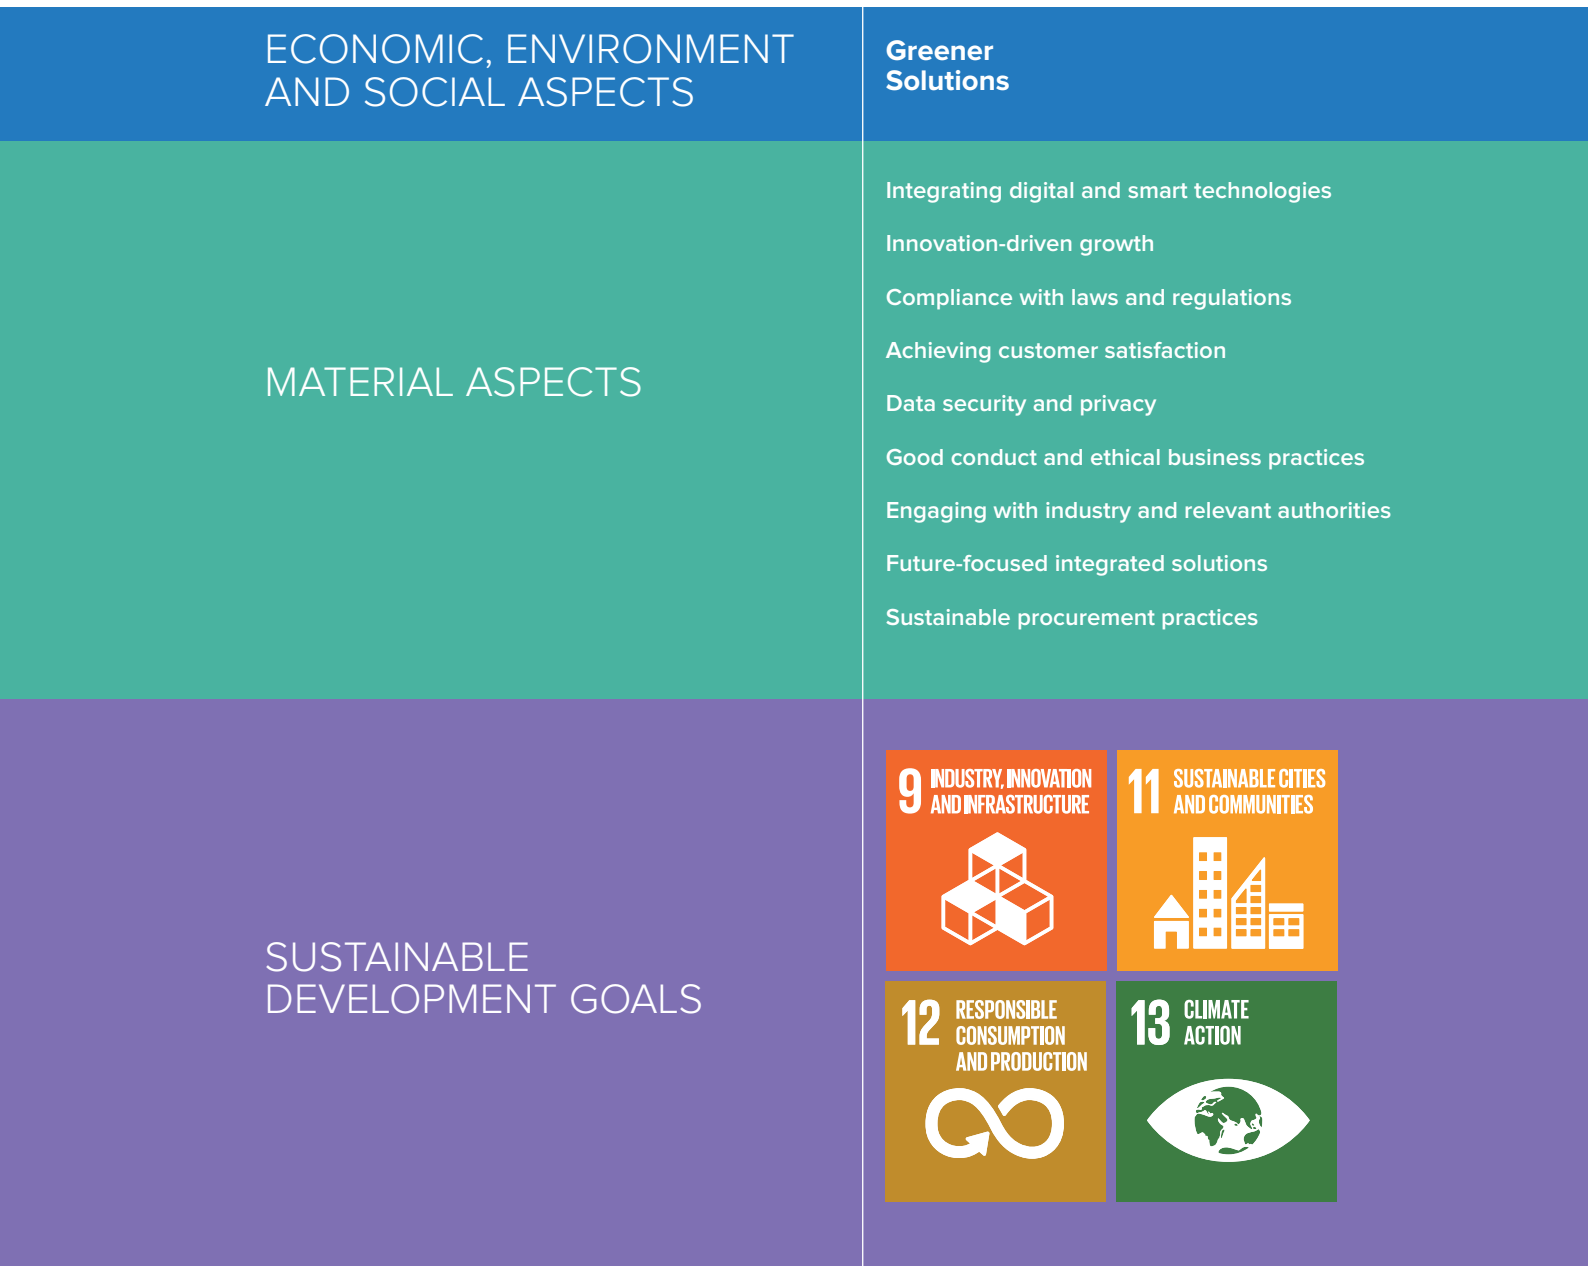 ECONOMIC, ENVIRONMENT
AND SOCIAL ASPECTS
Greener
Solutions
MATERIAL ASPECTS
Integrating digital and smart technologies
Innovation-driven growth
Compliance with laws and regulations
Achieving customer satisfaction
Data security and privacy
Good conduct and ethical business practices
Engaging with industry and relevant authorities
Future-focused integrated solutions
Sustainable procurement practices
SUSTAINABLE
DEVELOPMENT GOALS
9 INDUSTRY, INNOVATION
AND INFRASTRUCTURE
11 SUSTAINABLE CITIES
AND COMMUNITIES
12 RESPONSIBLE
CONSUMPTION
AND PRODUCTION
13 CLIMATE
ACTION